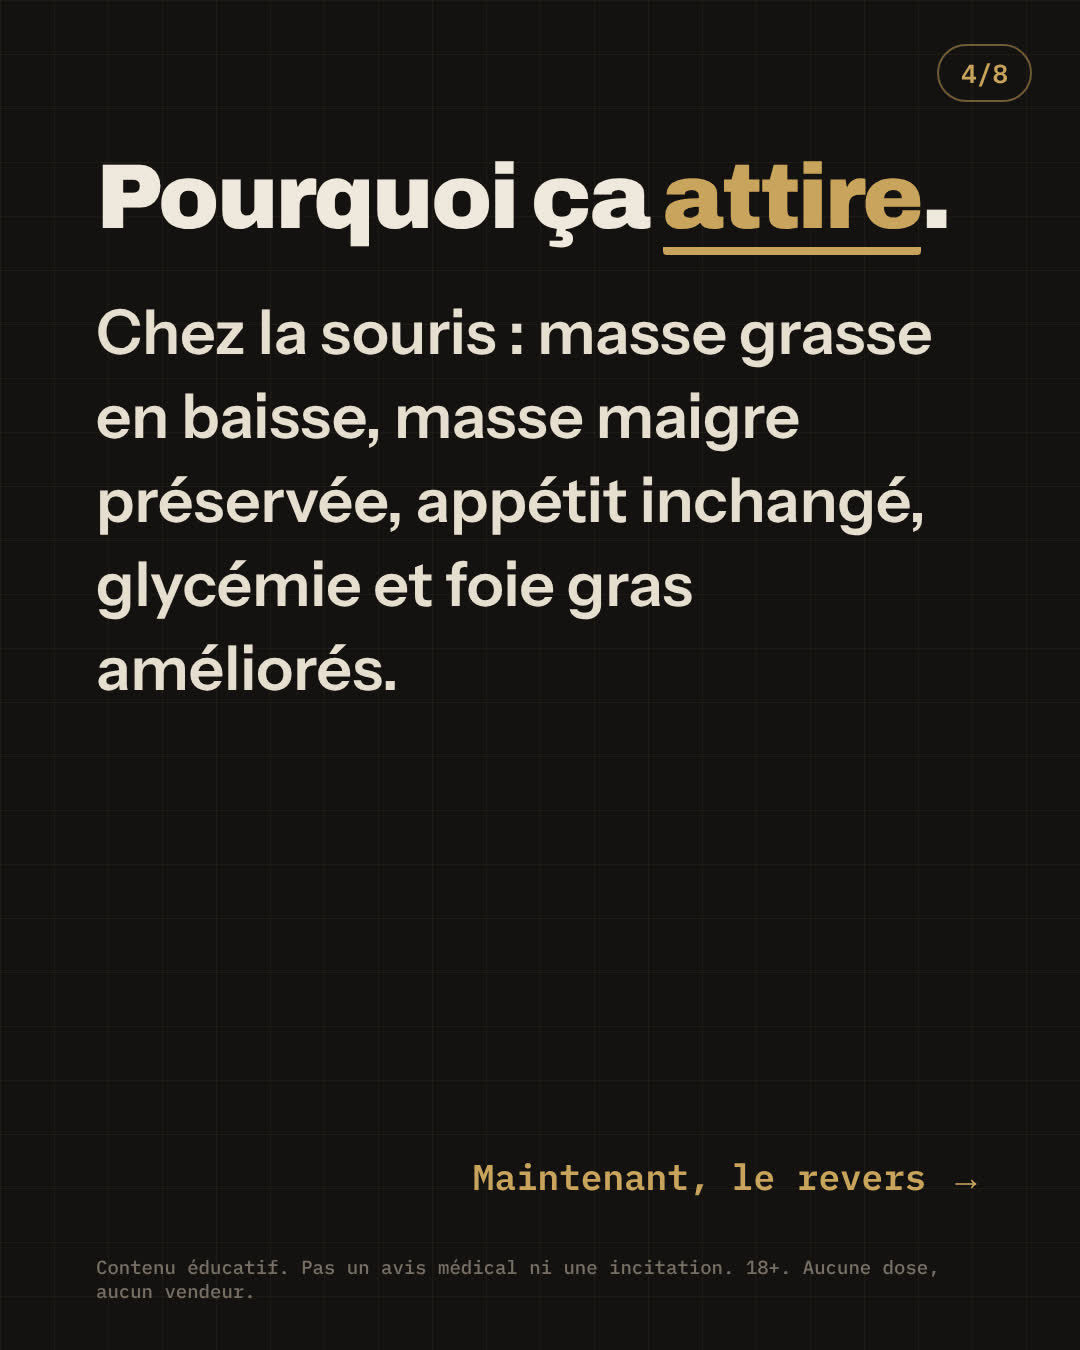 4/8
Pourquoi ça attire.
Chez la souris : masse grasse
en baisse, masse maigre
préservée, appétit inchangé,
glycémie et foie gras
améliorés.
Maintenant, le revers →
Contenu éducatif. Pas un avis médical ni une incitation. 18+. Aucune dose,
aucun vendeur.